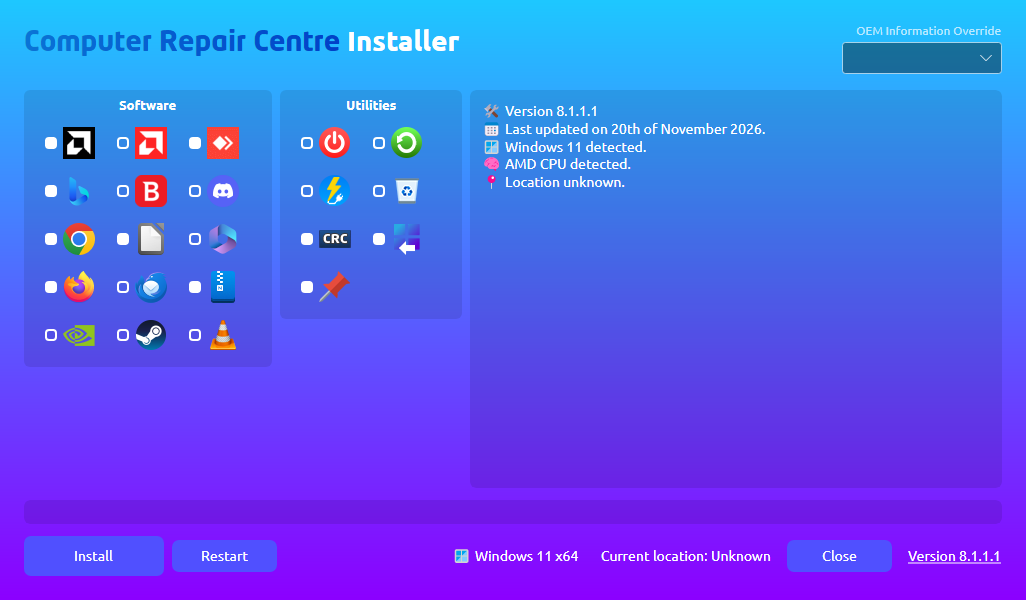 Computer Repair Centre Installer
OEM Information Override
Software
Utilities
B
CRC
Version 8.1.1.1
Last updated on 20th of November 2026.
Windows 11 detected.
AMD CPU detected.
Location unknown.
Install
Restart
Windows 11 x64
Current location: Unknown
Close
Version 8.1.1.1